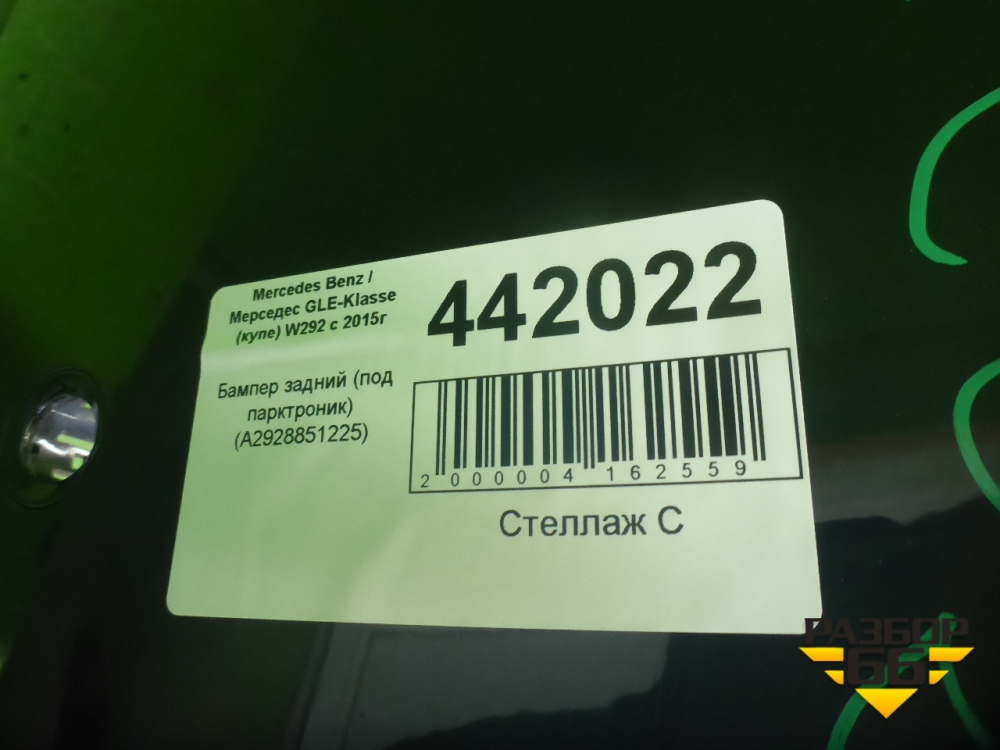 Mercedes Benz /
Мерседес GLE-Klasse
(купе) W292 с 2015г
442022
Бампер задний (под
парктроник)
(A2928851225)
2 000004 162559
Стеллаж С
РАЗБОР
66